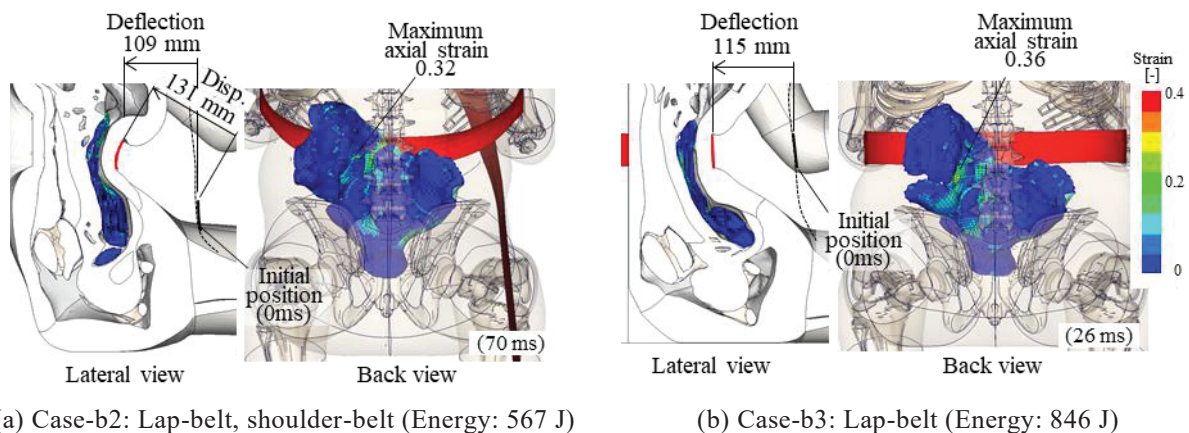 Deflection
109 mm
Disp.
131 mm
Maximum
axial strain
0.32
Initial
position
(0ms)
(70 ms)
Lateral view
Back view
(a) Case-b2: Lap-belt, shoulder-belt (Energy: 567 J)
Deflection
115 mm
Maximum
axial strain
0.36
Strain
[-]
0.4
0.2
0
Initial
position
(0ms)
(26 ms)
Lateral view
Back view
(b) Case-b3: Lap-belt (Energy: 846 J)